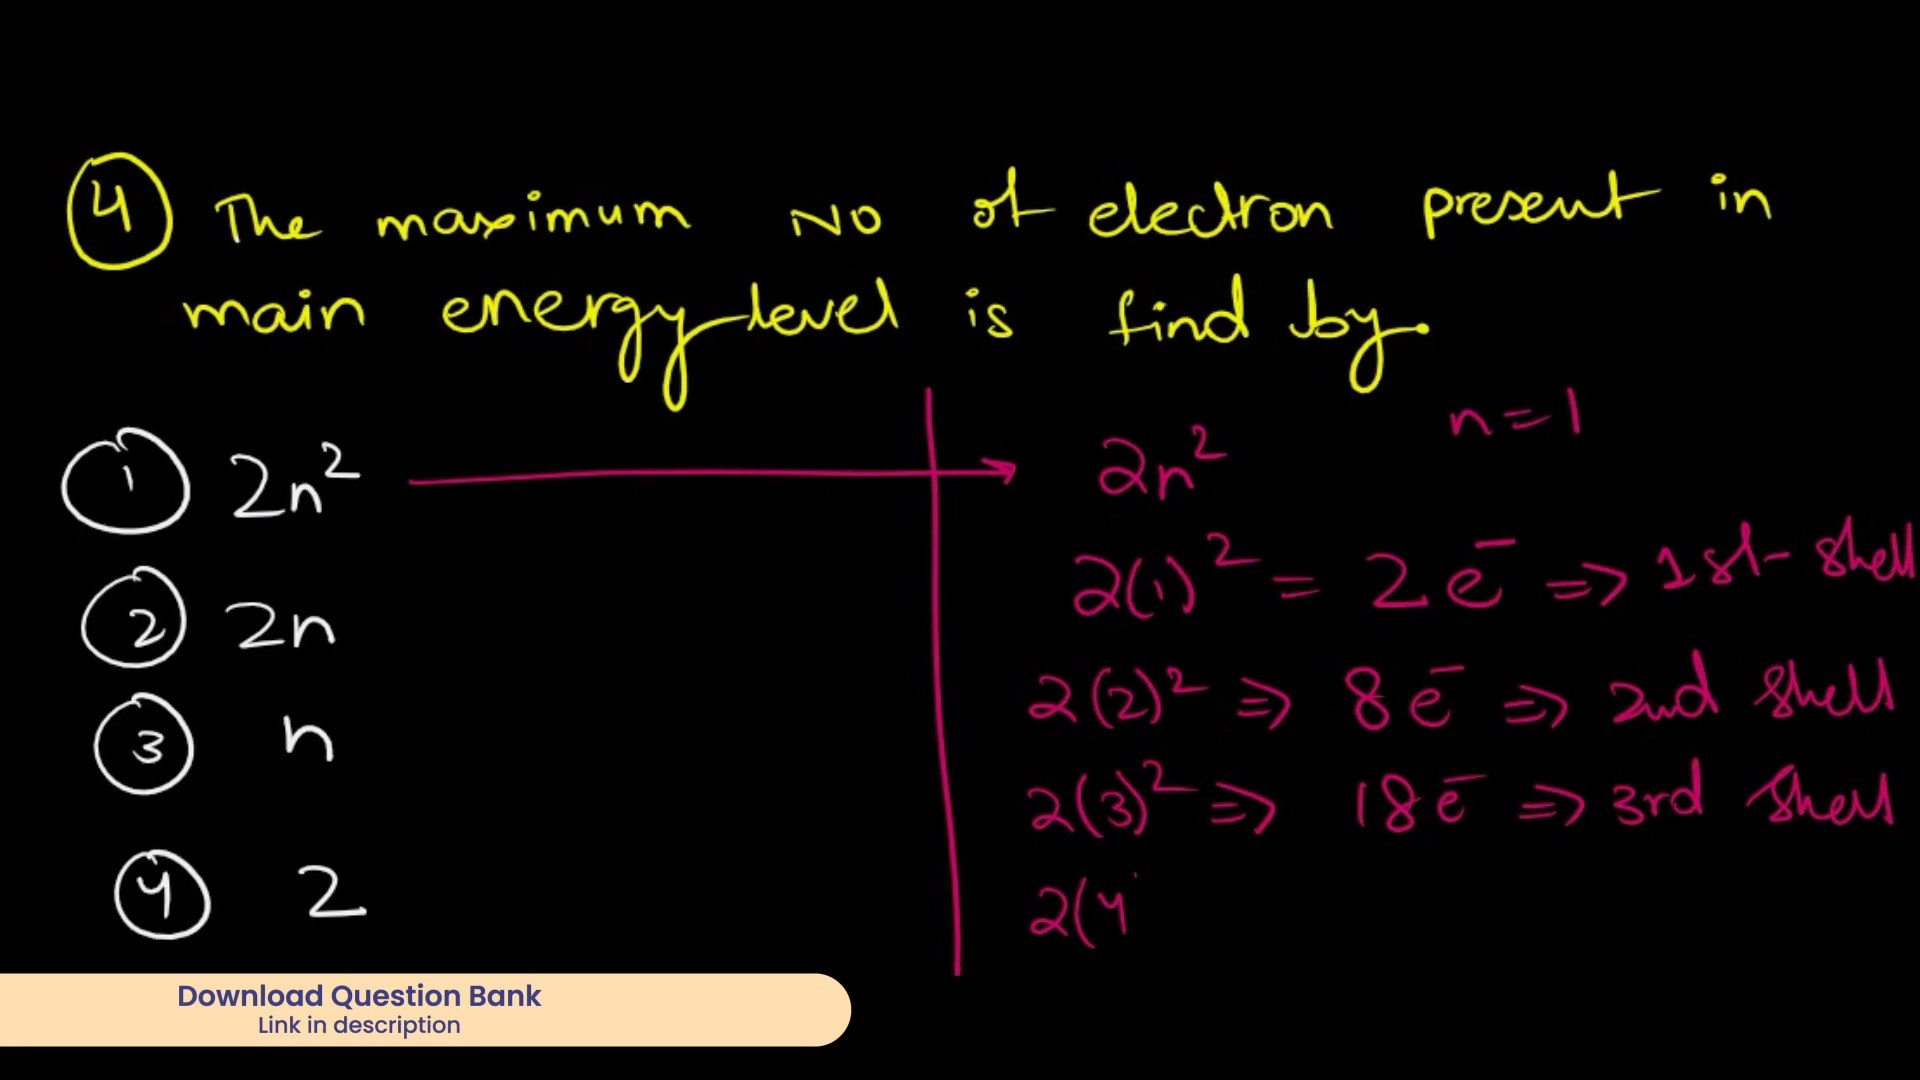 ④ The maximum No of electron present in
main energy level is find by.
① 2n²
② 2n
③ n
④ 2
n = 1
2n²
2(1)² = 2e⁻ => 1st shell
2(2)² => 8e⁻ => 2nd shell
2(3)² => 18e⁻ => 3rd shell
2(4
Download Question Bank
Link in description